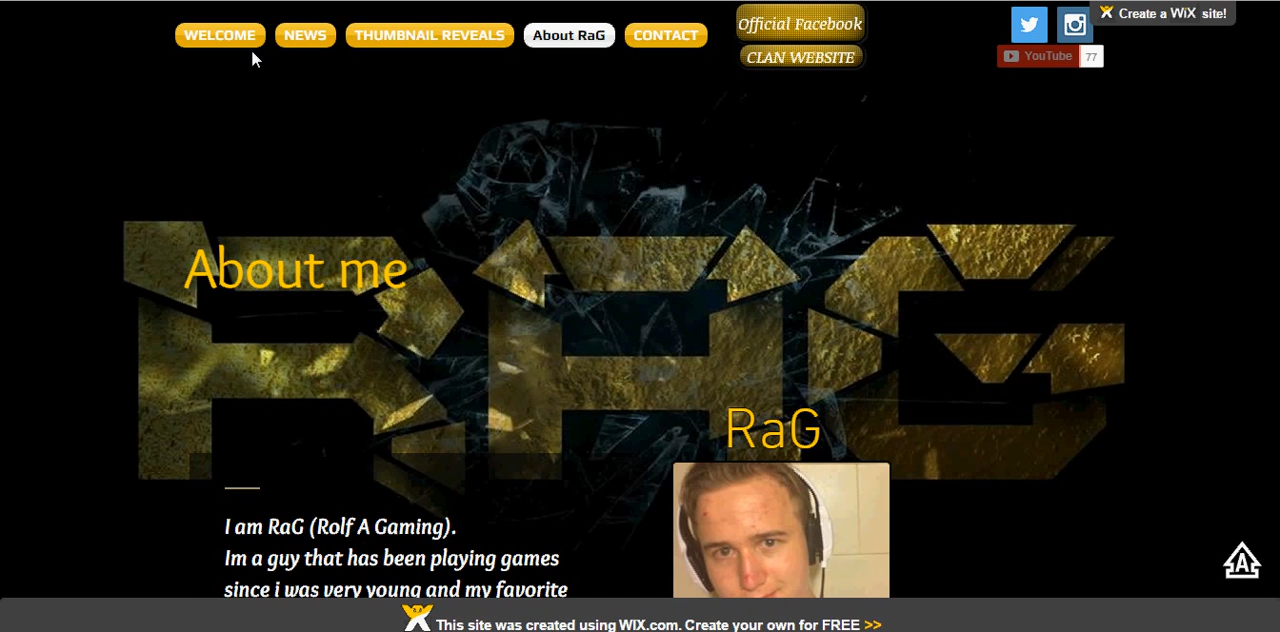 WELCOME NEWS THUMBNAIL REVEALS About RaG CONTACT
Official Facebook
CLAN WEBSITE
Create a WiX site!
YouTube 77
RAG
About me
RaG
I am RaG (Rolf A Gaming).
Im a guy that has been playing games
since i was very young and my favorite
A
This site was created using WIX.com. Create your own for FREE >>